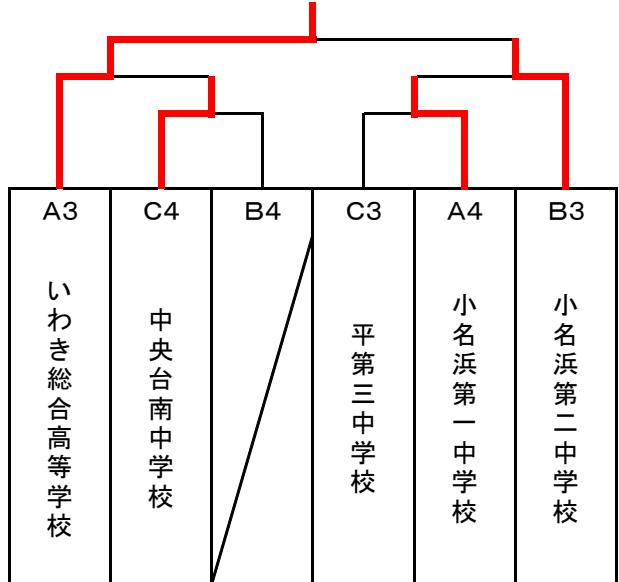 A3
C4
B4
C3
A4
B3
いわき総合高等学校
中央台南中学校
平第三中学校
小名浜第一中学校
小名浜第二中学校